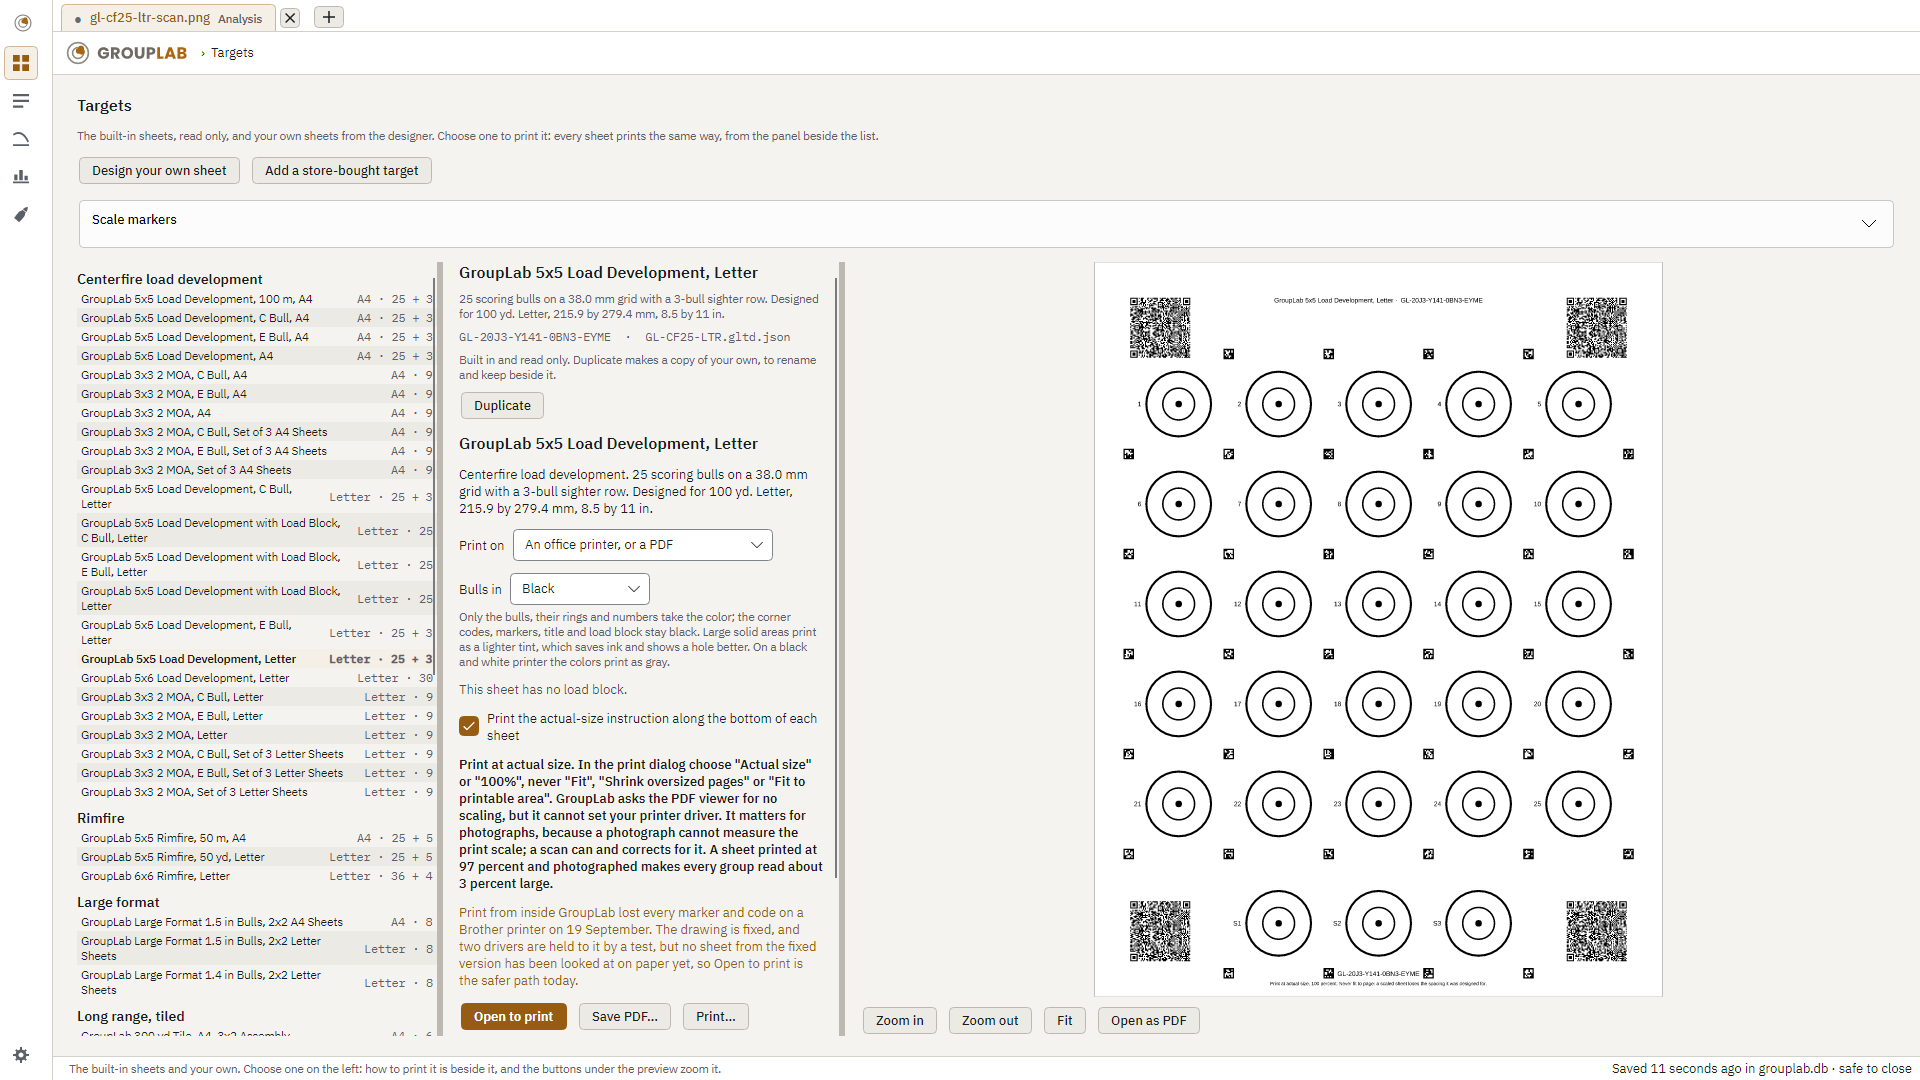 gl-cf25-ltr-scan.png Analysis
GROUPLAB › Targets
Targets
The built-in sheets, read only, and your own sheets from the designer. Choose one to print it: every sheet prints the same way, from the panel beside the list.
Design your own sheet
Add a store-bought target
Scale markers
Centerfire load development
GroupLab 5x5 Load Development, 100 m, A4 A4 · 25 + 3
GroupLab 5x5 Load Development, C Bull, A4 A4 · 25 + 3
GroupLab 5x5 Load Development, E Bull, A4 A4 · 25 + 3
GroupLab 5x5 Load Development, A4 A4 · 25 + 3
GroupLab 3x3 2 MOA, C Bull, A4 A4 · 9
GroupLab 3x3 2 MOA, E Bull, A4 A4 · 9
GroupLab 3x3 2 MOA, A4 A4 · 9
GroupLab 3x3 2 MOA, C Bull, Set of 3 A4 Sheets A4 · 9
GroupLab 3x3 2 MOA, E Bull, Set of 3 A4 Sheets A4 · 9
GroupLab 3x3 2 MOA, Set of 3 A4 Sheets A4 · 9
GroupLab 5x5 Load Development, C Bull,
Letter Letter · 25 + 3
GroupLab 5x5 Load Development with Load Block,
C Bull, Letter Letter · 25
GroupLab 5x5 Load Development with Load Block,
E Bull, Letter Letter · 25
GroupLab 5x5 Load Development with Load Block,
Letter Letter · 25
GroupLab 5x5 Load Development, E Bull,
Letter Letter · 25 + 3
GroupLab 5x5 Load Development, Letter Letter · 25 + 3
GroupLab 5x6 Load Development, Letter Letter · 30
GroupLab 3x3 2 MOA, C Bull, Letter Letter · 9
GroupLab 3x3 2 MOA, E Bull, Letter Letter · 9
GroupLab 3x3 2 MOA, Letter Letter · 9
GroupLab 3x3 2 MOA, C Bull, Set of 3 Letter Sheets Letter · 9
GroupLab 3x3 2 MOA, E Bull, Set of 3 Letter Sheets Letter · 9
GroupLab 3x3 2 MOA, Set of 3 Letter Sheets Letter · 9
Rimfire
GroupLab 5x5 Rimfire, 50 m, A4 A4 · 25 + 5
GroupLab 5x5 Rimfire, 50 yd, Letter Letter · 25 + 5
GroupLab 6x6 Rimfire, Letter Letter · 36 + 4
Large format
GroupLab Large Format 1.5 in Bulls, 2x2 A4 Sheets A4 · 8
GroupLab Large Format 1.5 in Bulls, 2x2 Letter
Sheets Letter · 8
GroupLab Large Format 1.4 in Bulls, 2x2 Letter
Sheets Letter · 8
Long range, tiled
GroupLab 300 yd Tile, A4, 3x2 Assembly A4 · 6
GroupLab 5x5 Load Development, Letter
25 scoring bulls on a 38.0 mm grid with a 3-bull sighter row. Designed
for 100 yd. Letter, 215.9 by 279.4 mm, 8.5 by 11 in.
GL-20J3-Y141-0BN3-EYME · GL-CF25-LTR.gltd.json
Built in and read only. Duplicate makes a copy of your own, to rename
and keep beside it.
Duplicate
GroupLab 5x5 Load Development, Letter
Centerfire load development. 25 scoring bulls on a 38.0 mm
grid with a 3-bull sighter row. Designed for 100 yd. Letter,
215.9 by 279.4 mm, 8.5 by 11 in.
Print on An office printer, or a PDF
Bulls in Black
Only the bulls, their rings and numbers take the color; the corner
codes, markers, title and load block stay black. Large solid areas print
as a lighter tint, which saves ink and shows a hole better. On a black
and white printer the colors print as gray.
This sheet has no load block.
Print the actual-size instruction along the bottom of each
sheet
Print at actual size. In the print dialog choose "Actual size"
or "100%", never "Fit", "Shrink oversized pages" or "Fit to
printable area". GroupLab asks the PDF viewer for no
scaling, but it cannot set your printer driver. It matters for
photographs, because a photograph cannot measure the
print scale; a scan can and corrects for it. A sheet printed at
97 percent and photographed makes every group read about
3 percent large.
Print from inside GroupLab lost every marker and code on a
Brother printer on 19 September. The drawing is fixed, and
two drivers are held to it by a test, but no sheet from the fixed
version has been looked at on paper yet, so Open to print is
the safer path today.
Open to print
Save PDF...
Print...
GroupLab 5x5 Load Development, Letter · GL-20J3-Y141-0BN3-EYME
1 2 3 4 5
6 7 8 9 10
11 12 13 14 15
16 17 18 19 20
21 22 23 24 25
S1 S2 S3
GL-20J3-Y141-0BN3-EYME
Print at actual size, 100 percent. Never fit to page: a scaled sheet loses the spacing it was designed for.
Zoom in
Zoom out
Fit
Open as PDF
The built-in sheets and your own. Choose one on the left: how to print it is beside it, and the buttons under the preview zoom it.
Saved 11 seconds ago in grouplab.db · safe to close